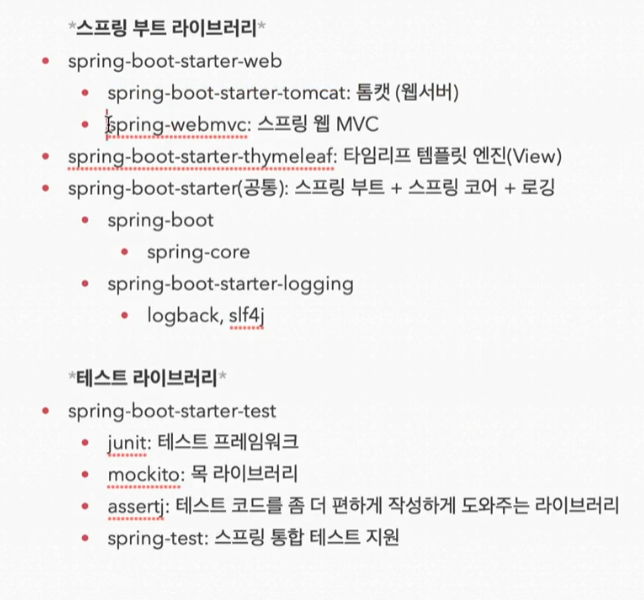 *스프링 부트 라이브러리*
spring-boot-starter-web
spring-boot-starter-tomcat: 톰캣 (웹서버)
spring-webmvc: 스프링 웹 MVC
spring-boot-starter-thymeleaf: 타임리프 템플릿 엔진(View)
spring-boot-starter(공통): 스프링 부트 + 스프링 코어 + 로깅
spring-boot
spring-core
spring-boot-starter-logging
logback, slf4j
*테스트 라이브러리*
spring-boot-starter-test
junit: 테스트 프레임워크
mockito: 목 라이브러리
assertj: 테스트 코드를 좀 더 편하게 작성하게 도와주는 라이브러리
spring-test: 스프링 통합 테스트 지원